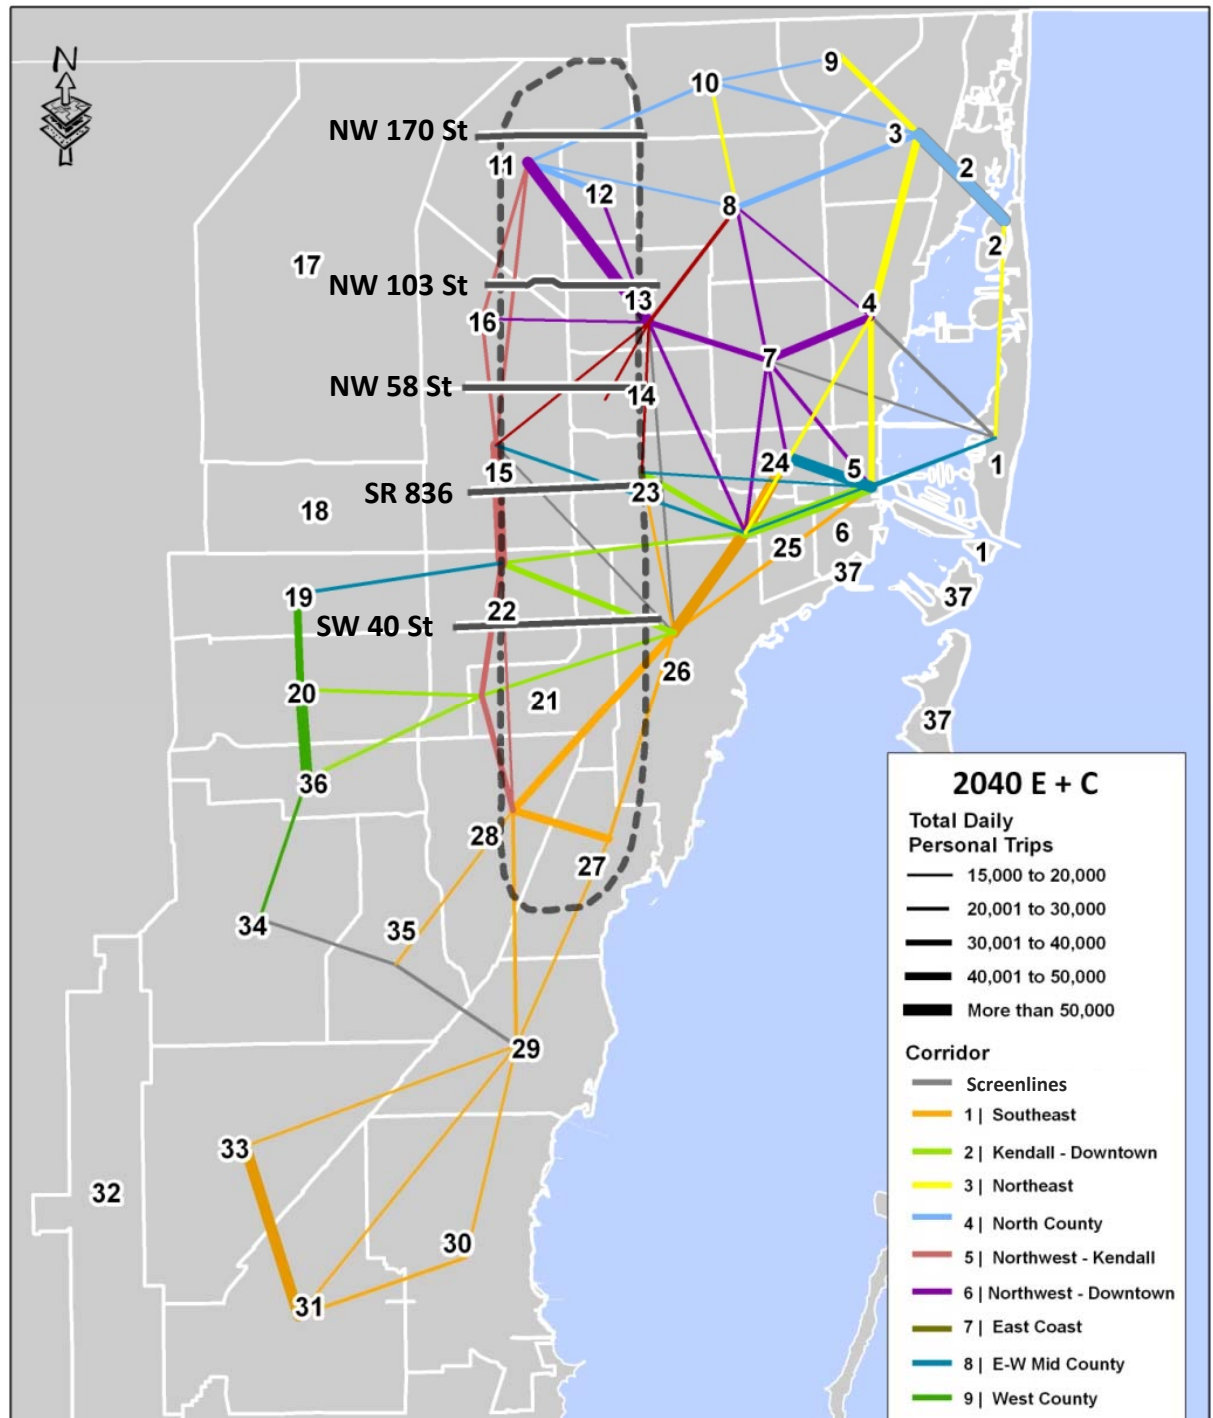 N
9
10
NW 170 St
3
11
2
12
8
2
17
NW 103 St
13
4
16
7
NW 58 St
14
24
5
1
15
SR 836
23
18
6
25
1
37
37
19
22
SW 40 St
26
20
21
37
36
28
27
34
35
29
33
32
30
31
2040 E + C
Total Daily
Personal Trips
15,000 to 20,000
20,001 to 30,000
30,001 to 40,000
40,001 to 50,000
More than 50,000
Corridor
Screenlines
1 | Southeast
2 | Kendall - Downtown
3 | Northeast
4 | North County
5 | Northwest - Kendall
6 | Northwest - Downtown
7 | East Coast
8 | E-W Mid County
9 | West County